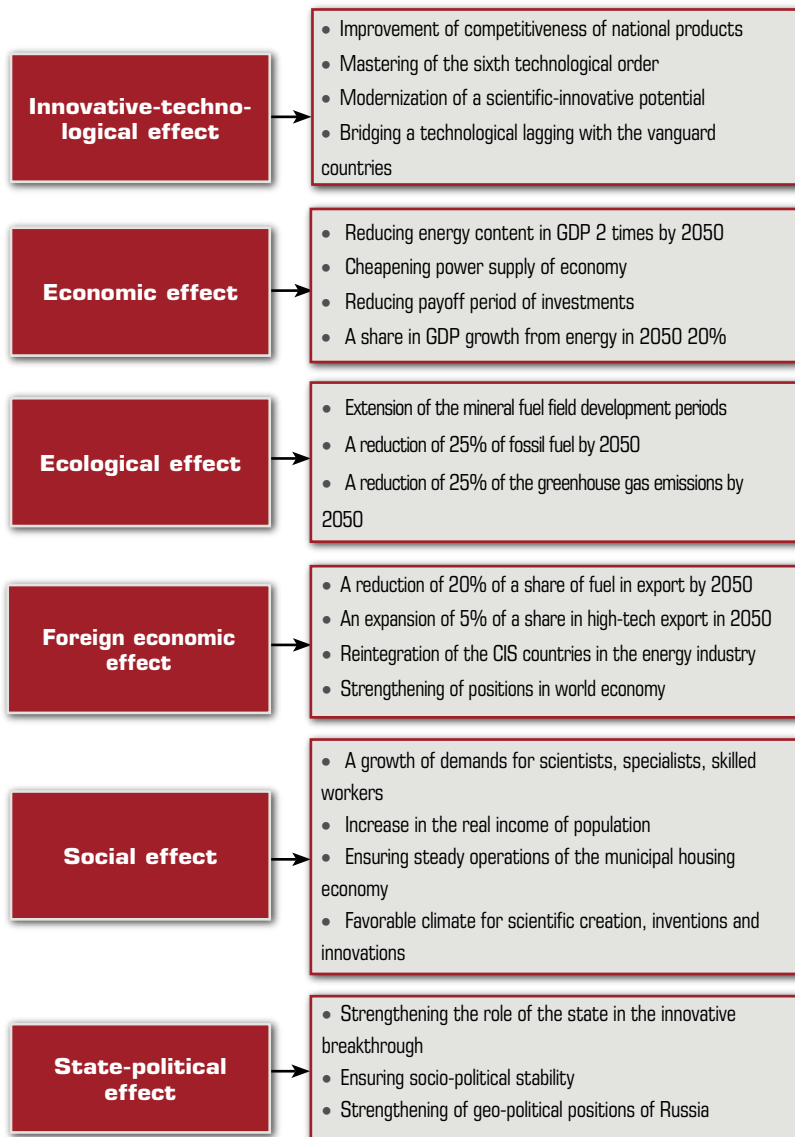 Innovative-techno-
logical effect
• Improvement of competitiveness of national products
• Mastering of the sixth technological order
• Modernization of a scientific-innovative potential
• Bridging a technological lagging with the vanguard
countries
Economic effect
• Reducing energy content in GDP 2 times by 2050
• Cheapening power supply of economy
• Reducing payoff period of investments
• A share in GDP growth from energy in 2050 20%
Ecological effect
• Extension of the mineral fuel field development periods
• A reduction of 25% of fossil fuel by 2050
• A reduction of 25% of the greenhouse gas emissions by
2050
Foreign economic
effect
• A reduction of 20% of a share of fuel in export by 2050
• An expansion of 5% of a share in high-tech export in 2050
• Reintegration of the CIS countries in the energy industry
• Strengthening of positions in world economy
Social effect
• A growth of demands for scientists, specialists, skilled
workers
• Increase in the real income of population
• Ensuring steady operations of the municipal housing
economy
• Favorable climate for scientific creation, inventions and
innovations
State-political
effect
• Strengthening the role of the state in the innovative
breakthrough
• Ensuring socio-political stability
• Strengthening of geo-political positions of Russia